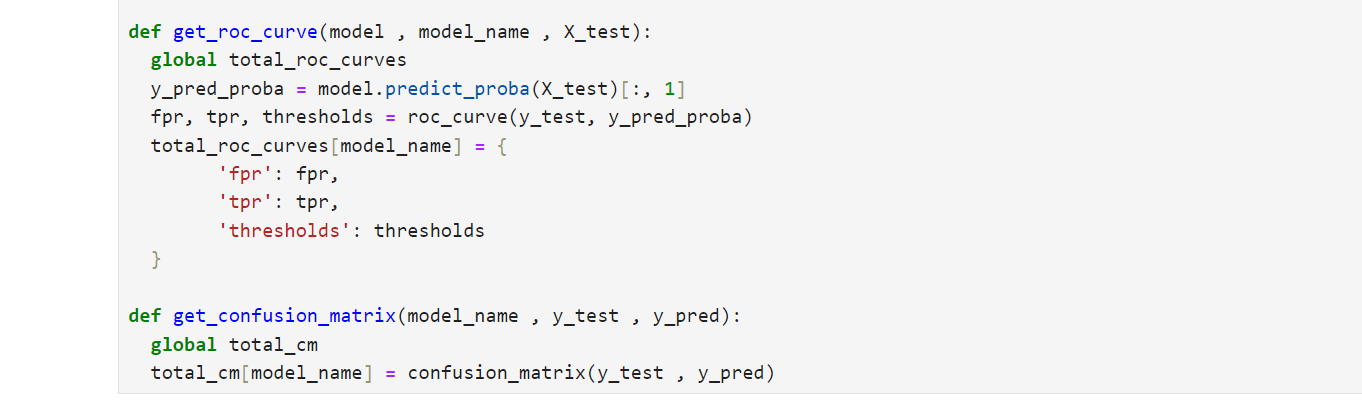 def get_roc_curve(model , model_name , X_test):
  global total_roc_curves
  y_pred_proba = model.predict_proba(X_test)[:, 1]
  fpr, tpr, thresholds = roc_curve(y_test, y_pred_proba)
  total_roc_curves[model_name] = {
        'fpr': fpr,
        'tpr': tpr,
        'thresholds': thresholds
  }

def get_confusion_matrix(model_name , y_test , y_pred):
  global total_cm
  total_cm[model_name] = confusion_matrix(y_test , y_pred)